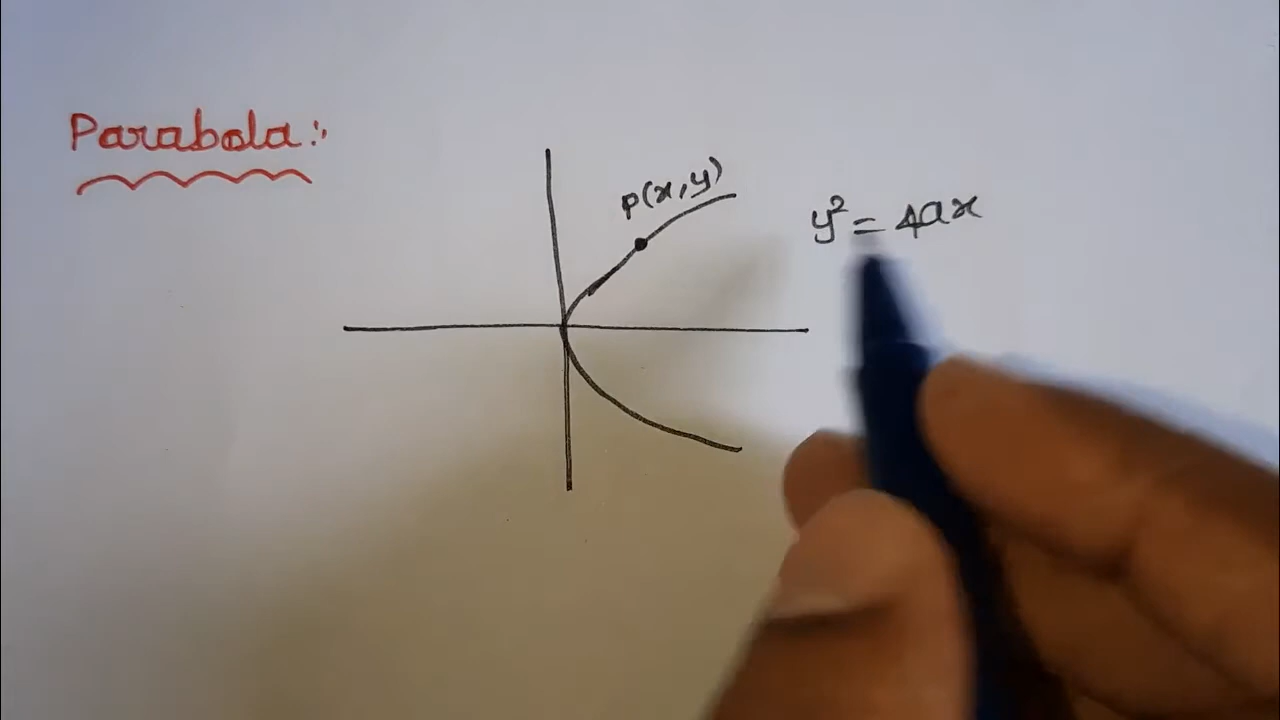 Parabola:
P(x,y)
y² = 4ax